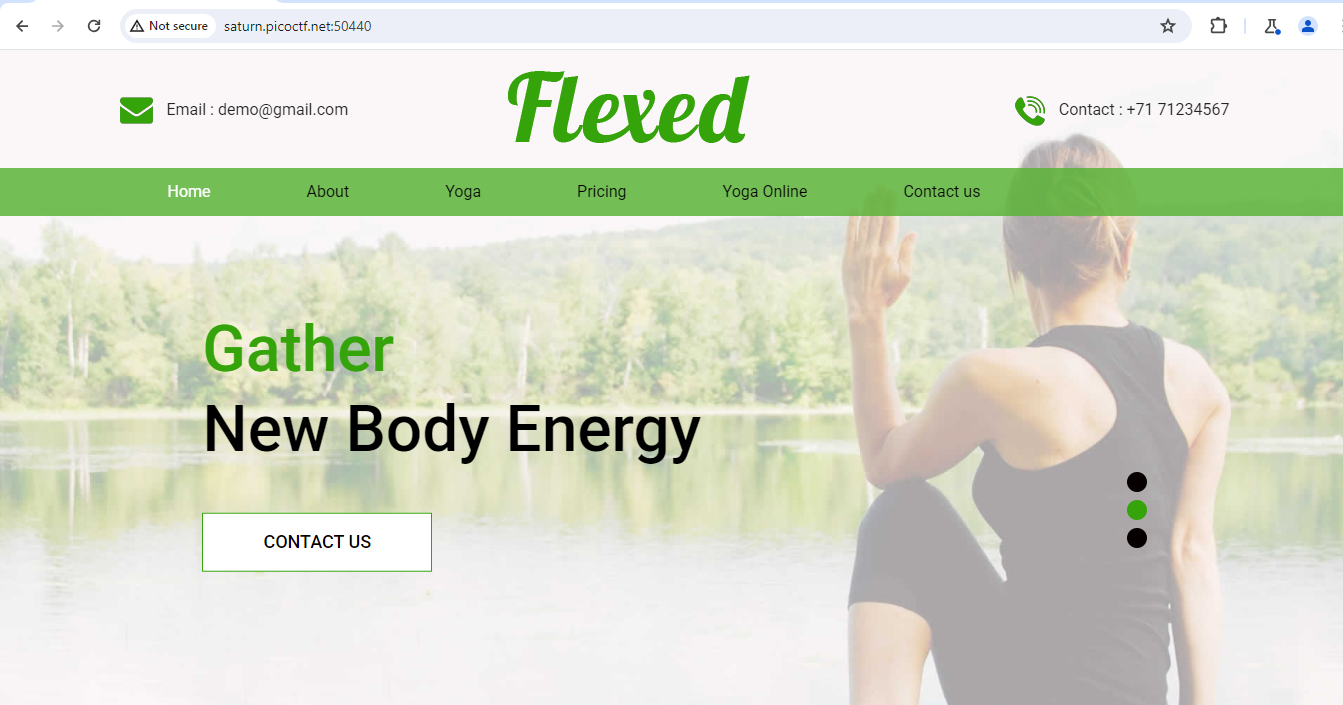 Not secure saturn.picoctf.net:50440
Email : demo@gmail.com
Flexed
Contact : +71 71234567
Home About Yoga Pricing Yoga Online Contact us
Gather
New Body Energy
CONTACT US